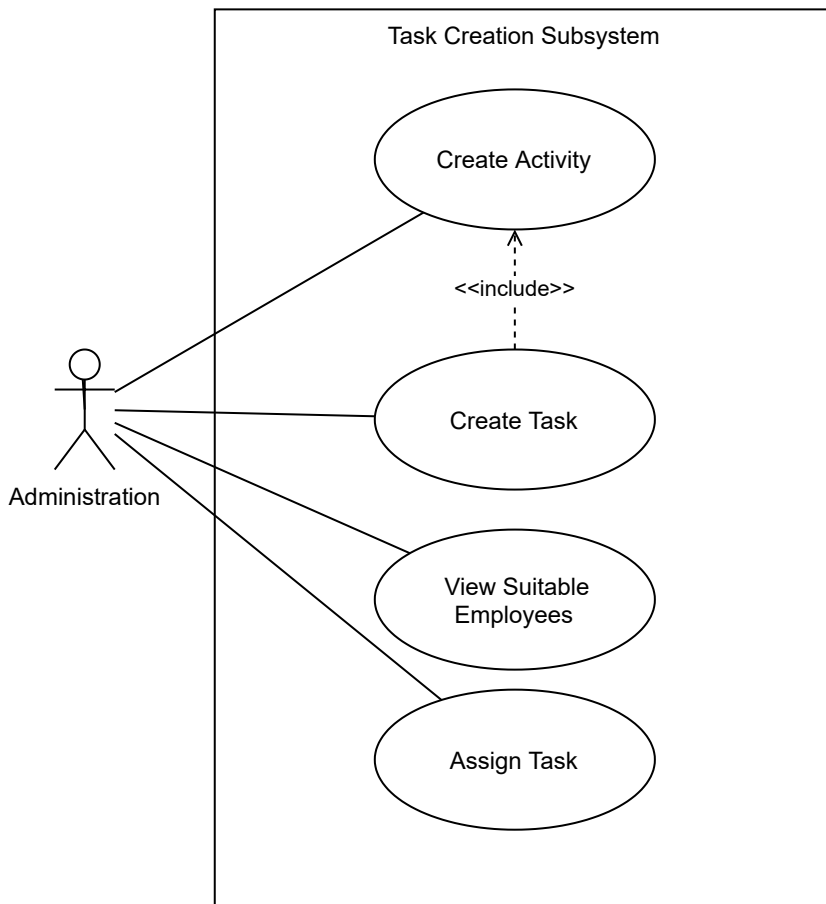 Task Creation Subsystem
Create Activity
<<include>>
Create Task
Administration
View Suitable
Employees
Assign Task